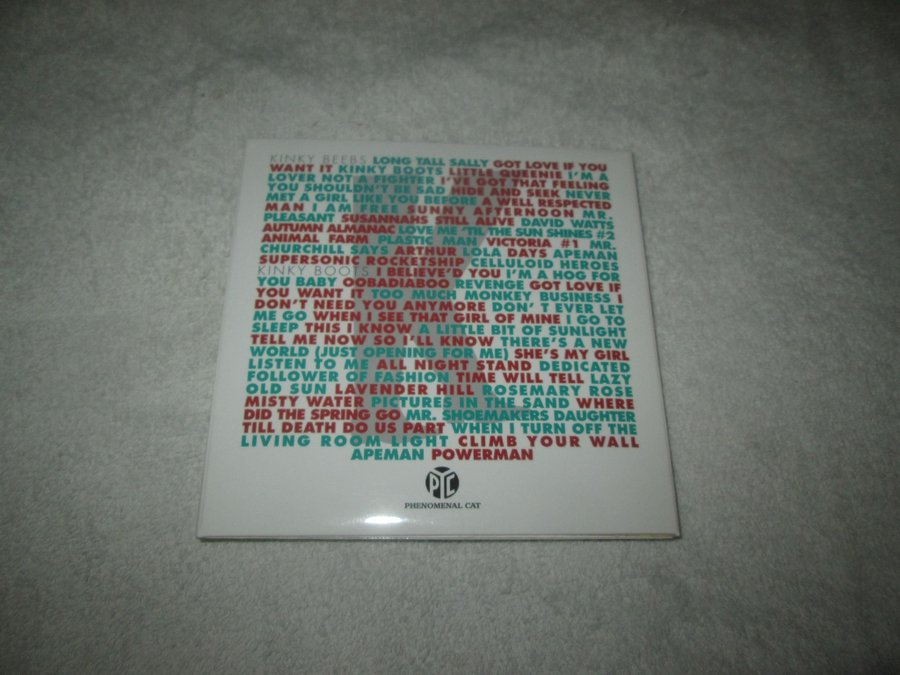 KINKY BEEBS LONG TALL SALLY GOT LOVE IF YOU
WANT IT KINKY BOOTS LITTLE QUEENIE I'M A
LOVER NOT A FIGHTER I'VE GOT THAT FEELING
YOU SHOULDN'T BE SAD HIDE AND SEEK NEVER
MET A GIRL LIKE YOU BEFORE A WELL RESPECTED
MAN I AM FREE SUNNY AFTERNOON MR.
PLEASANT SUSANNAHS STILL ALIVE DAVID WATTS
AUTUMN ALMANAC LOVE ME 'TIL THE SUN SHINES #2
ANIMAL FARM PLASTIC MAN VICTORIA #1 MR.
CHURCHILL SAYS ARTHUR LOLA DAYS APEMAN
SUPERSONIC ROCKETSHIP CELLULOID HEROES
KINKY BOOTS I BELIEVE'D YOU I'M A HOG FOR
YOU BABY OOBADIABOO REVENGE GOT LOVE IF
YOU WANT IT TOO MUCH MONKEY BUSINESS I
DON'T NEED YOU ANYMORE DON'T EVER LET
ME GO WHEN I SEE THAT GIRL OF MINE I GO TO
SLEEP THIS I KNOW A LITTLE BIT OF SUNLIGHT
TELL ME NOW SO I'LL KNOW THERE'S A NEW
WORLD (JUST OPENING FOR ME) SHE'S MY GIRL
LISTEN TO ME ALL NIGHT STAND DEDICATED
FOLLOWER OF FASHION TIME WILL TELL LAZY
OLD SUN LAVENDER HILL ROSEMARY ROSE
MISTY WATER PICTURES IN THE SAND WHERE
DID THE SPRING GO MR. SHOEMAKERS DAUGHTER
TILL DEATH DO US PART WHEN I TURN OFF THE
LIVING ROOM LIGHT CLIMB YOUR WALL
APEMAN POWERMAN
PC
PHENOMENAL CAT